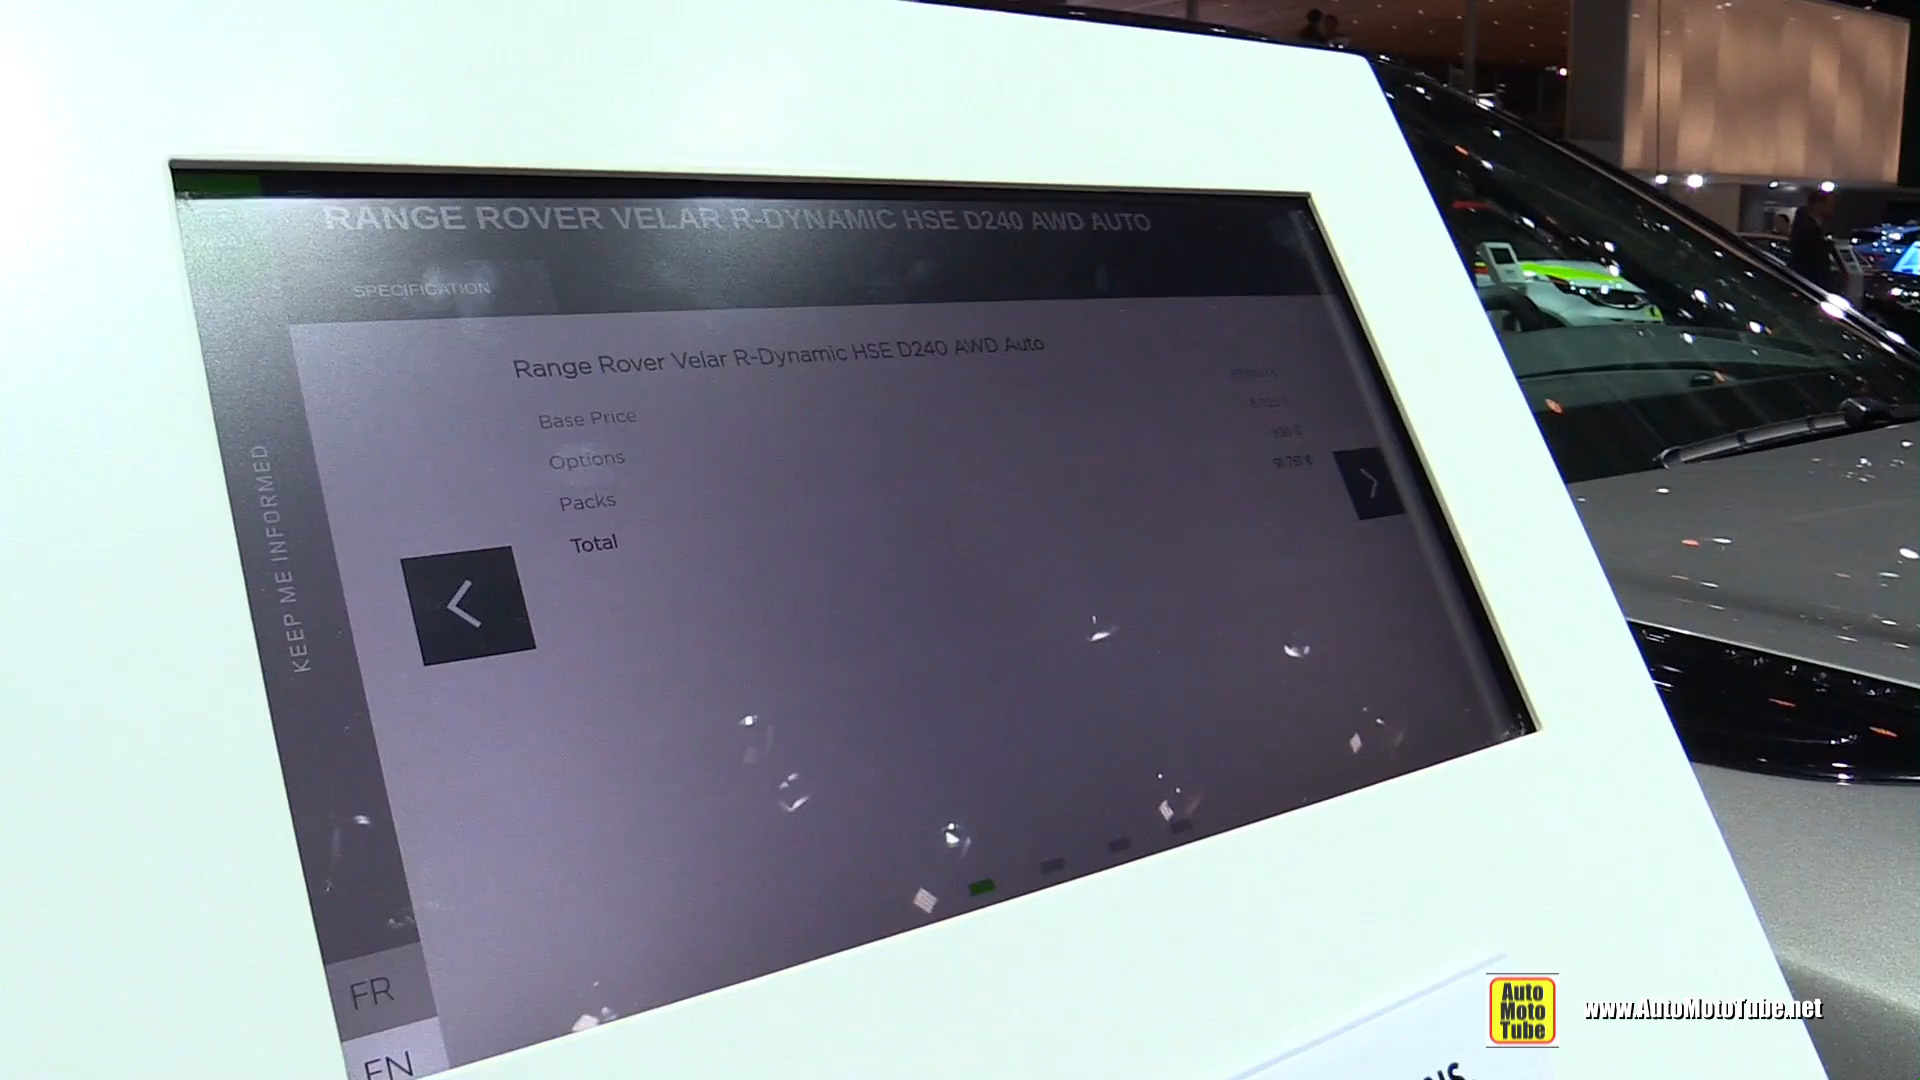 RANGE ROVER VELAR R-DYNAMIC HSE D240 AWD AUTO
SPECIFICATION
Range Rover Velar R-Dynamic HSE D240 AWD Auto
Base Price
Options
Packs
Total
KEEP ME INFORMED
FR
EN
Auto
Moto
Tube
www.AutoMotoTube.net